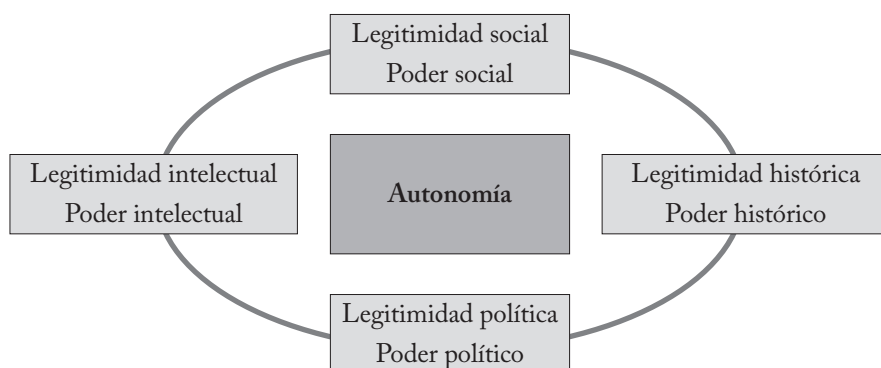 Legitimidad social
Poder social
Legitimidad intelectual
Poder intelectual
Autonomía
Legitimidad histórica
Poder histórico
Legitimidad política
Poder político